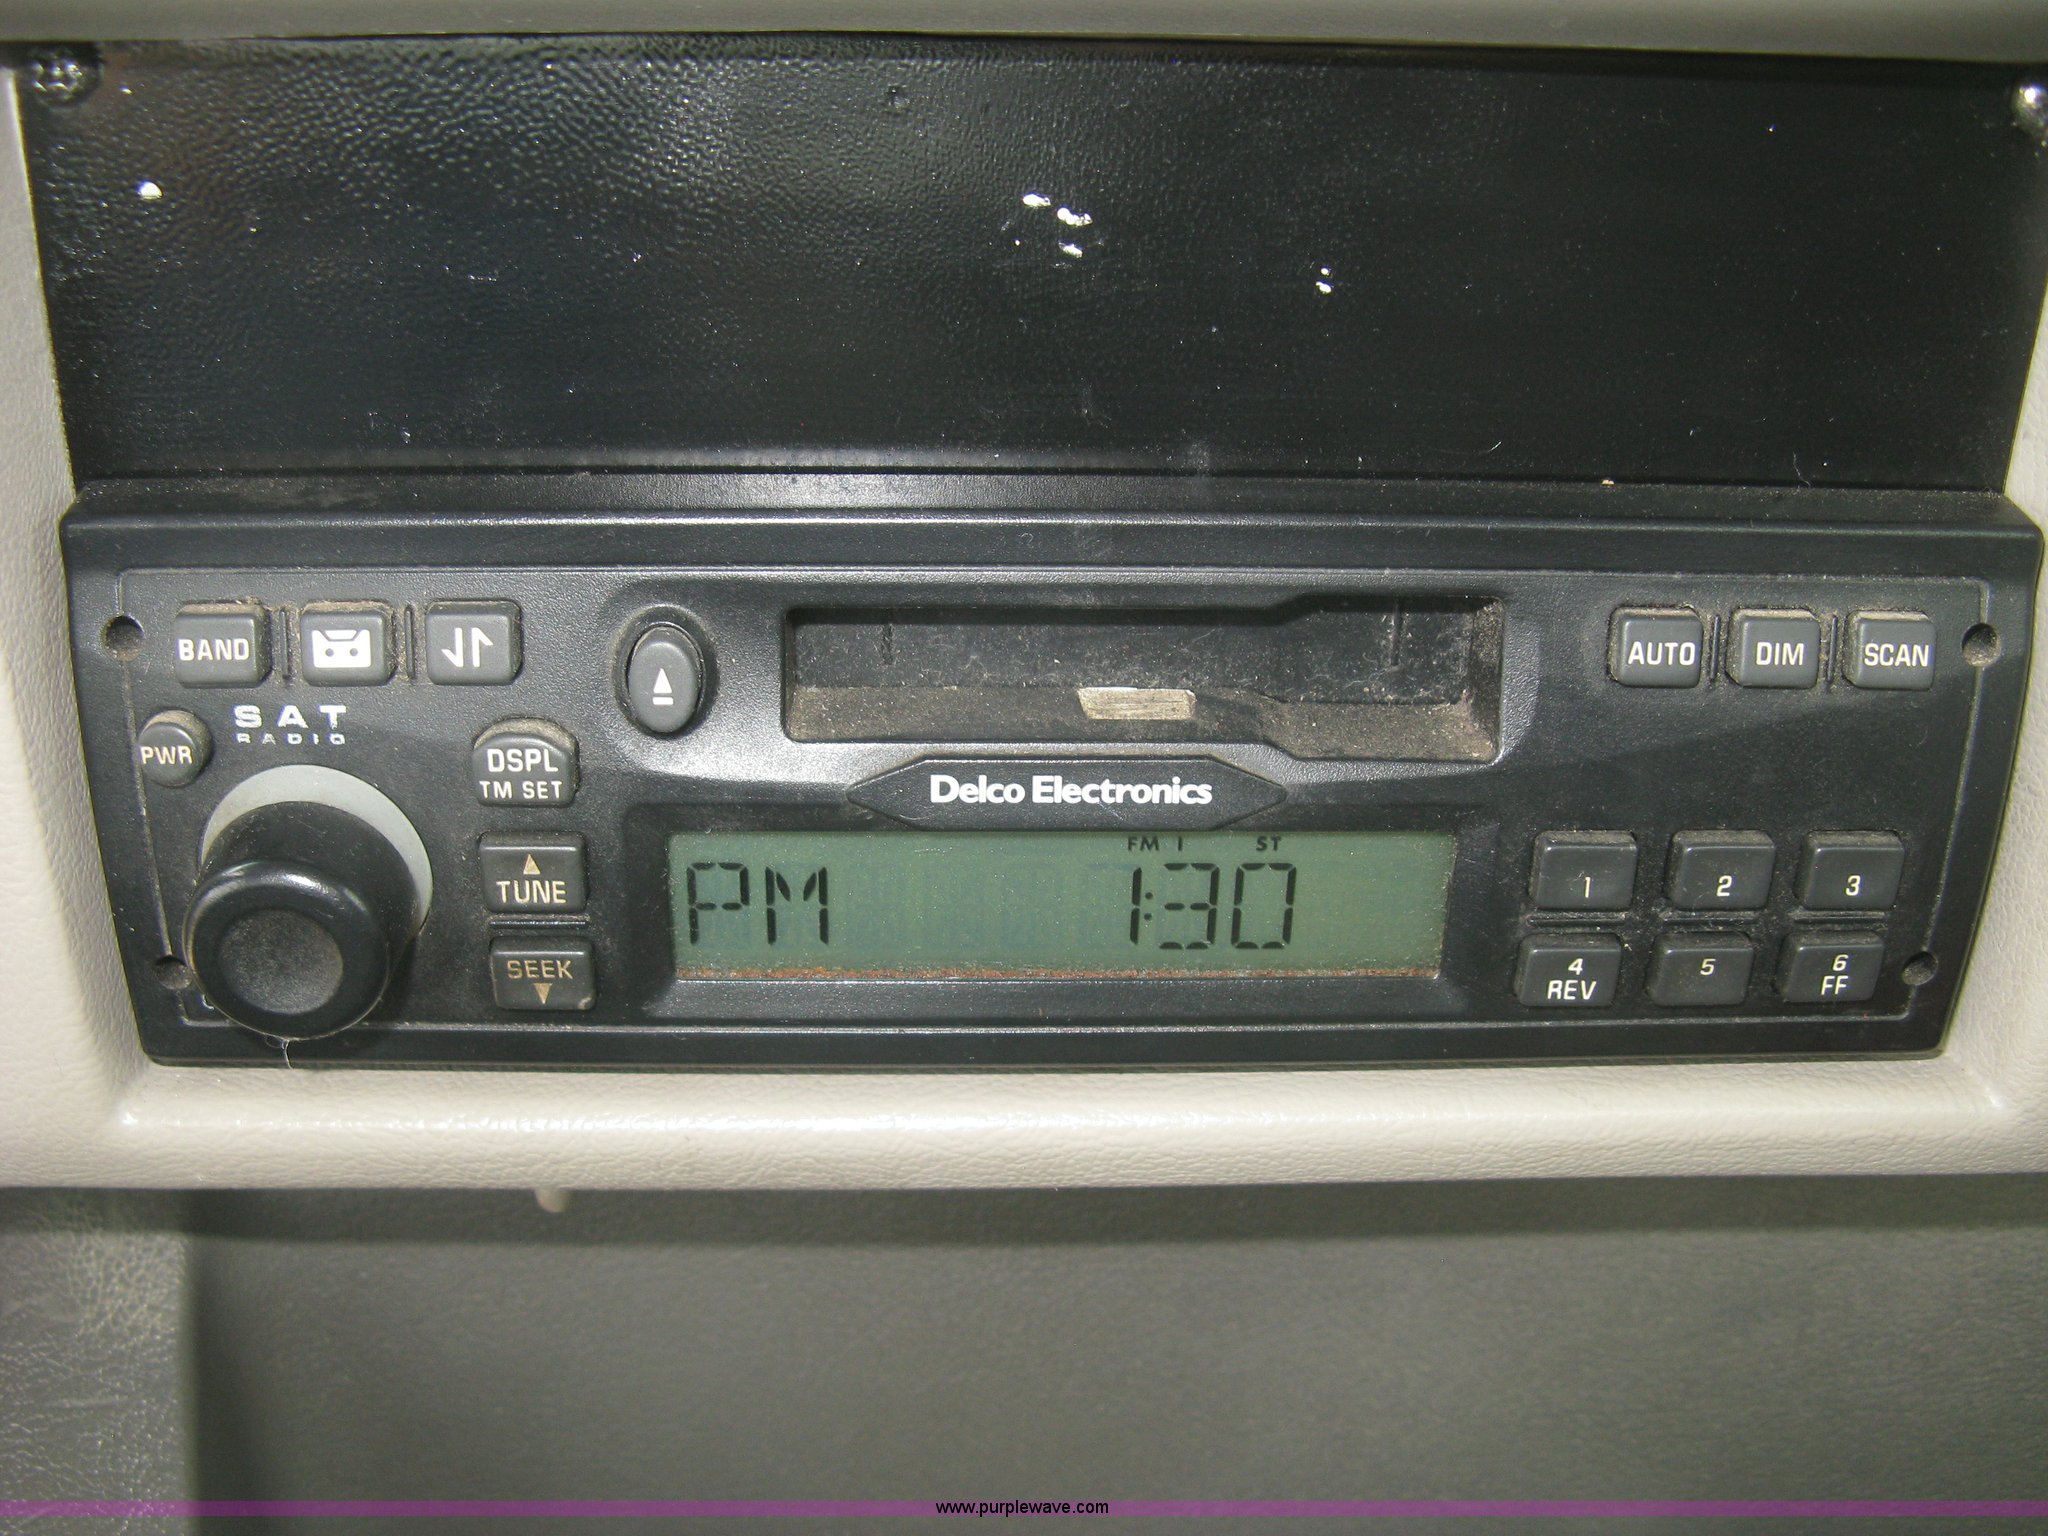 BAND
AUTO DIM SCAN
SAT
RADIO
PWR
DSPL
TM SET
Delco Electronics
FM 1 ST
PM 1:30
TUNE
SEEK
1 2 3
4 5 6
REV FF
www.purplewave.com